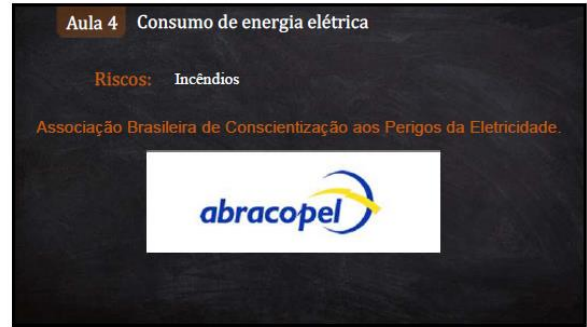 Aula 4 Consumo de energia elétrica
Riscos: Incêndios
Associação Brasileira de Conscientização aos Perigos da Eletricidade.
abracopel